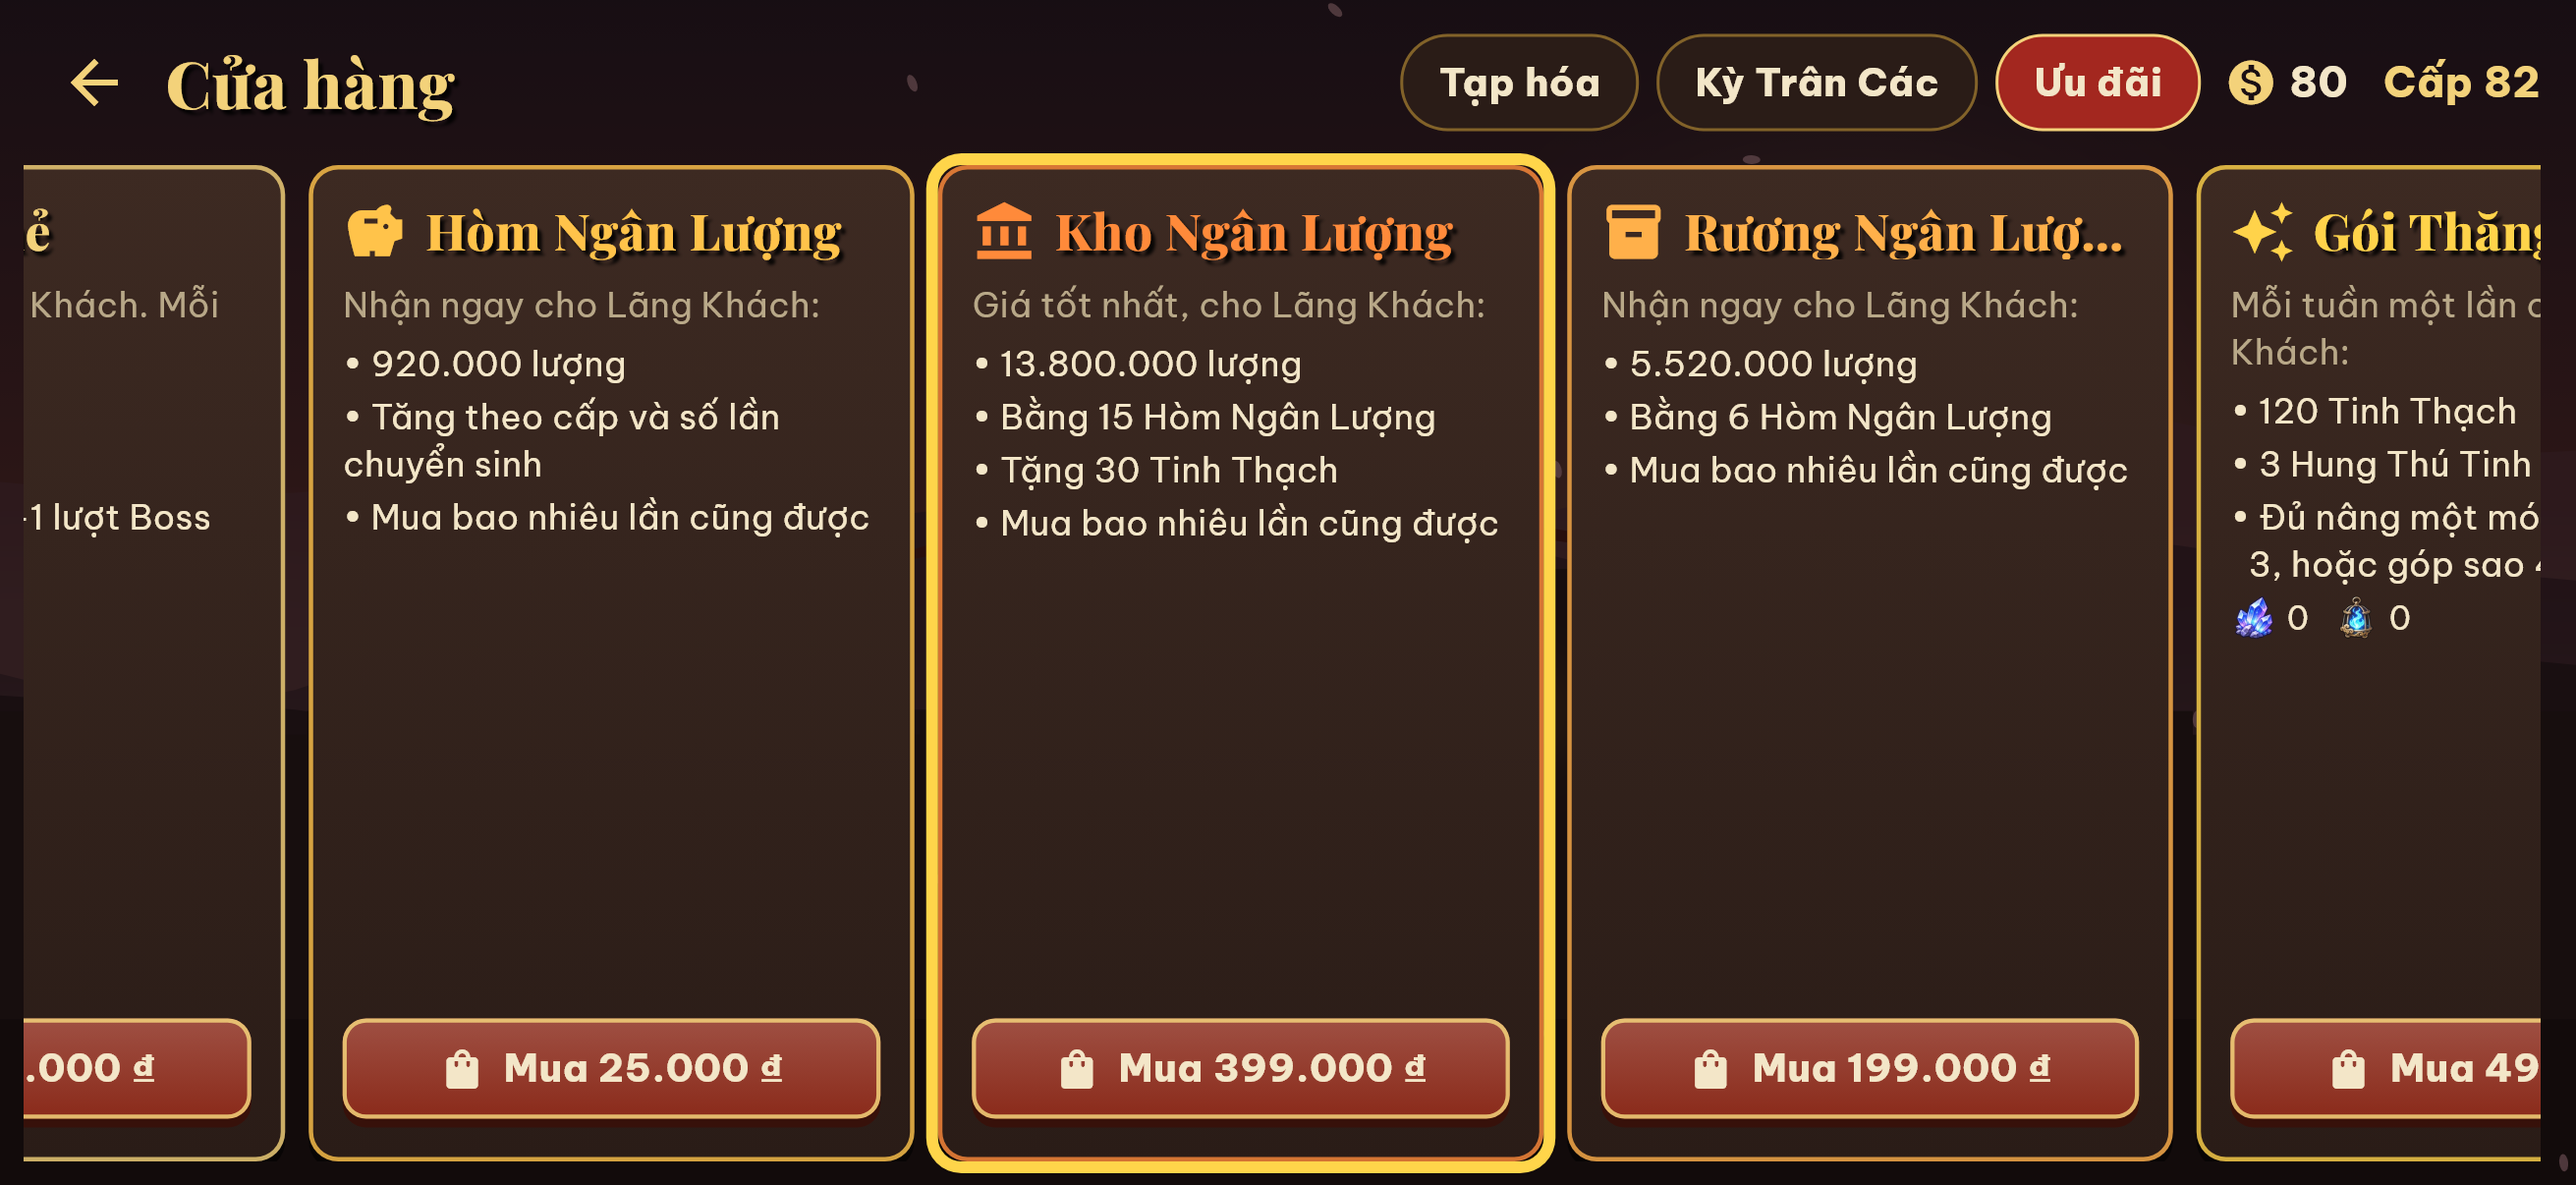 Cửa hàng
Tạp hóa
Kỳ Trân Các
Ưu đãi
80
Cấp 82
ẻ
Khách. Mỗi
1 lượt Boss
.000 đ
Hòm Ngân Lượng
Nhận ngay cho Lãng Khách:
• 920.000 lượng
• Tăng theo cấp và số lần
chuyển sinh
• Mua bao nhiêu lần cũng được
Mua 25.000 đ
Kho Ngân Lượng
Giá tốt nhất, cho Lãng Khách:
• 13.800.000 lượng
• Bằng 15 Hòm Ngân Lượng
• Tặng 30 Tinh Thạch
• Mua bao nhiêu lần cũng được
Mua 399.000 đ
Rương Ngân Lượ...
Nhận ngay cho Lãng Khách:
• 5.520.000 lượng
• Bằng 6 Hòm Ngân Lượng
• Mua bao nhiêu lần cũng được
Mua 199.000 đ
Gói Thăng
Mỗi tuần một lần
Khách:
• 120 Tinh Thạch
• 3 Hung Thú Tinh
• Đủ nâng một mó
3, hoặc góp sao
0 0
Mua 49